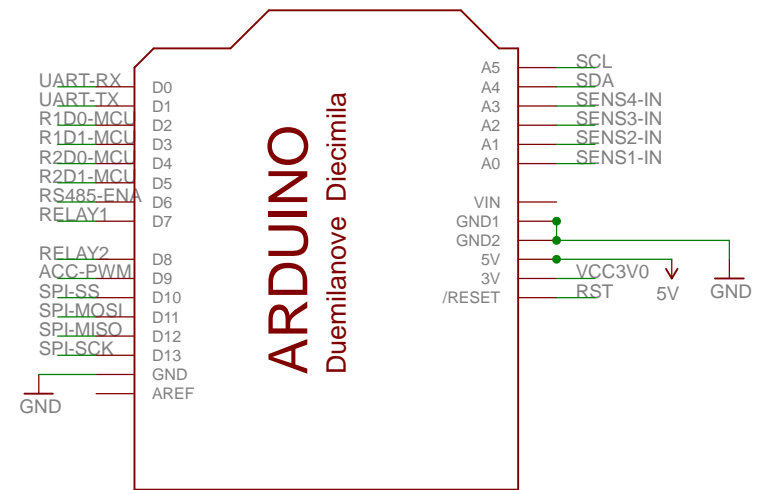 UART-RX D0
UART-TX D1
R1D0-MCU D2
R1D1-MCU D3
R2D0-MCU D4
R2D1-MCU D5
RS485-ENA D6
RELAY1 D7
RELAY2 D8
ACC-PWM D9
SPI-SS D10
SPI-MOSI D11
SPI-MISO D12
SPI-SCK D13
GND
AREF
GND
ARDUINO
Duemilanove Diecimila
A5 SCL
A4 SDA
A3 SENS4-IN
A2 SENS3-IN
A1 SENS2-IN
A0 SENS1-IN
VIN
GND1
GND2
5V
3V VCC3V0
/RESET RST
5V
GND